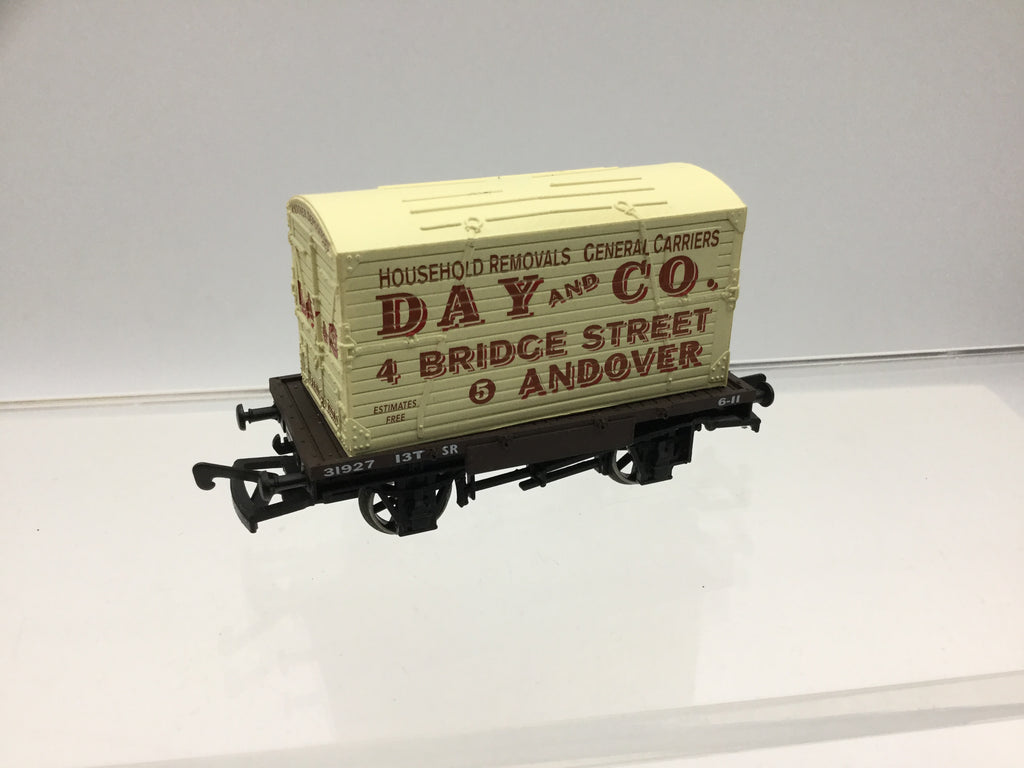 HOUSEHOLD REMOVALS GENERAL CARRIERS
DAY AND CO.
4 BRIDGE STREET
5 ANDOVER
ESTIMATES
FREE
31927 13T SR
6-11